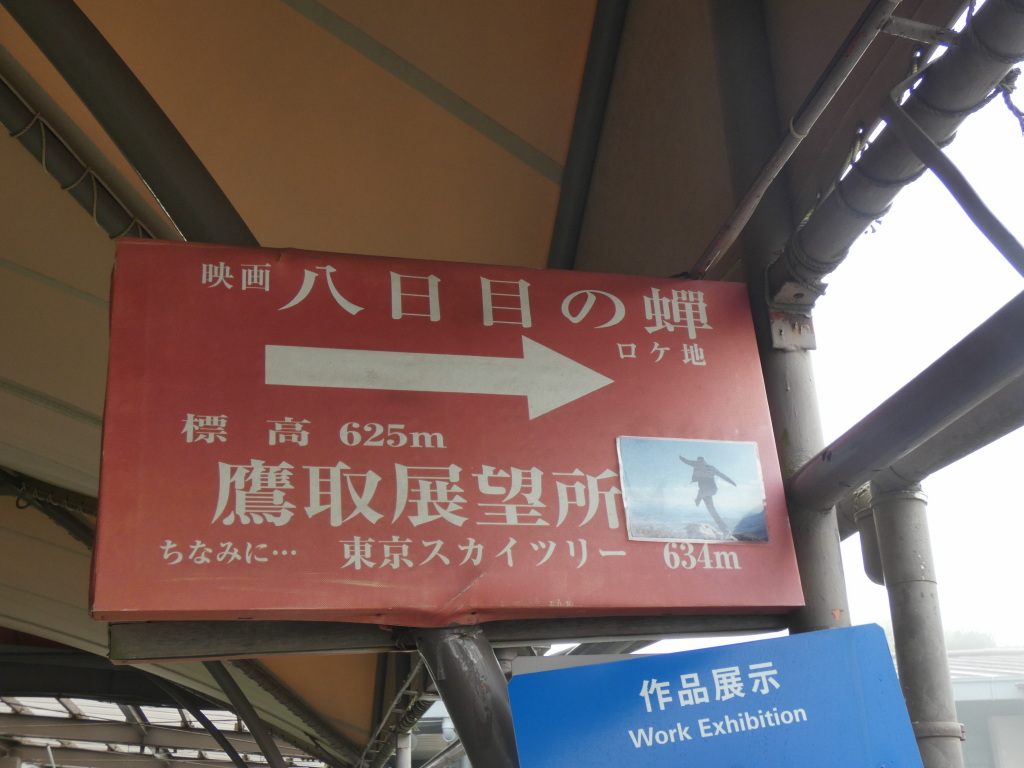 映画 八日目の蟬
ロケ地
標 高 625m
鷹取展望所
ちなみに… 東京スカイツリー 634m
作品展示
Work Exhibition